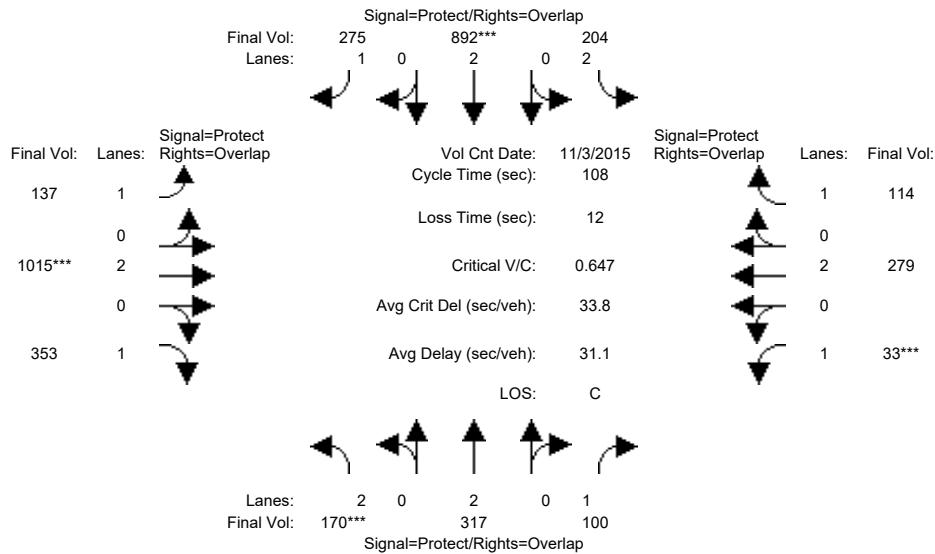 Signal=Protect/Rights=Overlap
Final Vol: 275 892*** 204
Lanes: 1 0 2 0 2
Signal=Protect
Final Vol: Lanes: Rights=Overlap
Vol Cnt Date: 11/3/2015
Signal=Protect
Rights=Overlap Lanes: Final Vol:
Cycle Time (sec): 108
137 1
1 114
Loss Time (sec): 12
0
0
1015*** 2
Critical V/C: 0.647
2 279
0
Avg Crit Del (sec/veh): 33.8
0
353 1
Avg Delay (sec/veh): 31.1
1 33***
LOS: C
Lanes: 2 0 2 0 1
Final Vol: 170*** 317 100
Signal=Protect/Rights=Overlap